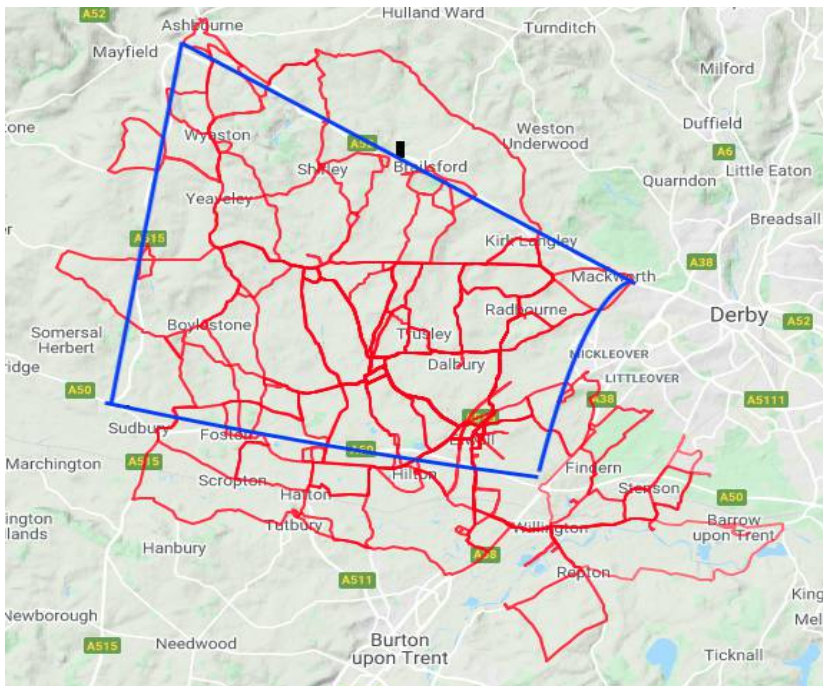 A52
Ashbourne
Hulland Ward
Mayfield
Turnditch
Milford
Duffield
Wyaston
A52
Weston
Underwood
A6
Shirley
Brailsford
Little Eaton
Quarndon
Yeaveley
Breadsall
A515
Kirk Langley
A38
Mackworth
Radbourne
Derby
Boylestone
A52
Somersal
Herbert
Trusley
MICKLEOVER
Dalbury
LITTLEOVER
ridge
A50
A38
A5111
Sudbury
Foston
A50
Marchington
A515
Hilton
Findern
Scropton
Stenson
Hatton
A50
ington
lands
Tutbury
Willington
Barrow
upon Trent
Hanbury
A38
A511
Repton
King
Mel
Newborough
A515
Needwood
Burton
upon Trent
Ticknall